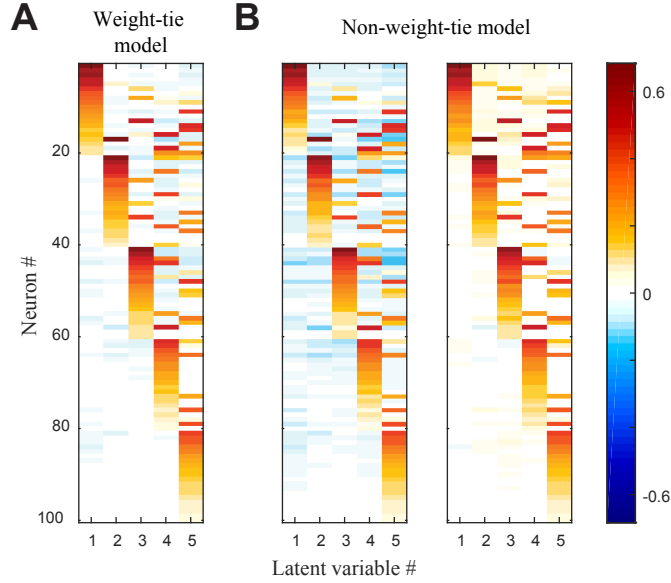 A
Weight-tie
model
B
Non-weight-tie model
Neuron #
20
40
60
80
100
1 2 3 4 5
1 2 3 4 5
1 2 3 4 5
Latent variable #
0.6
0
-0.6